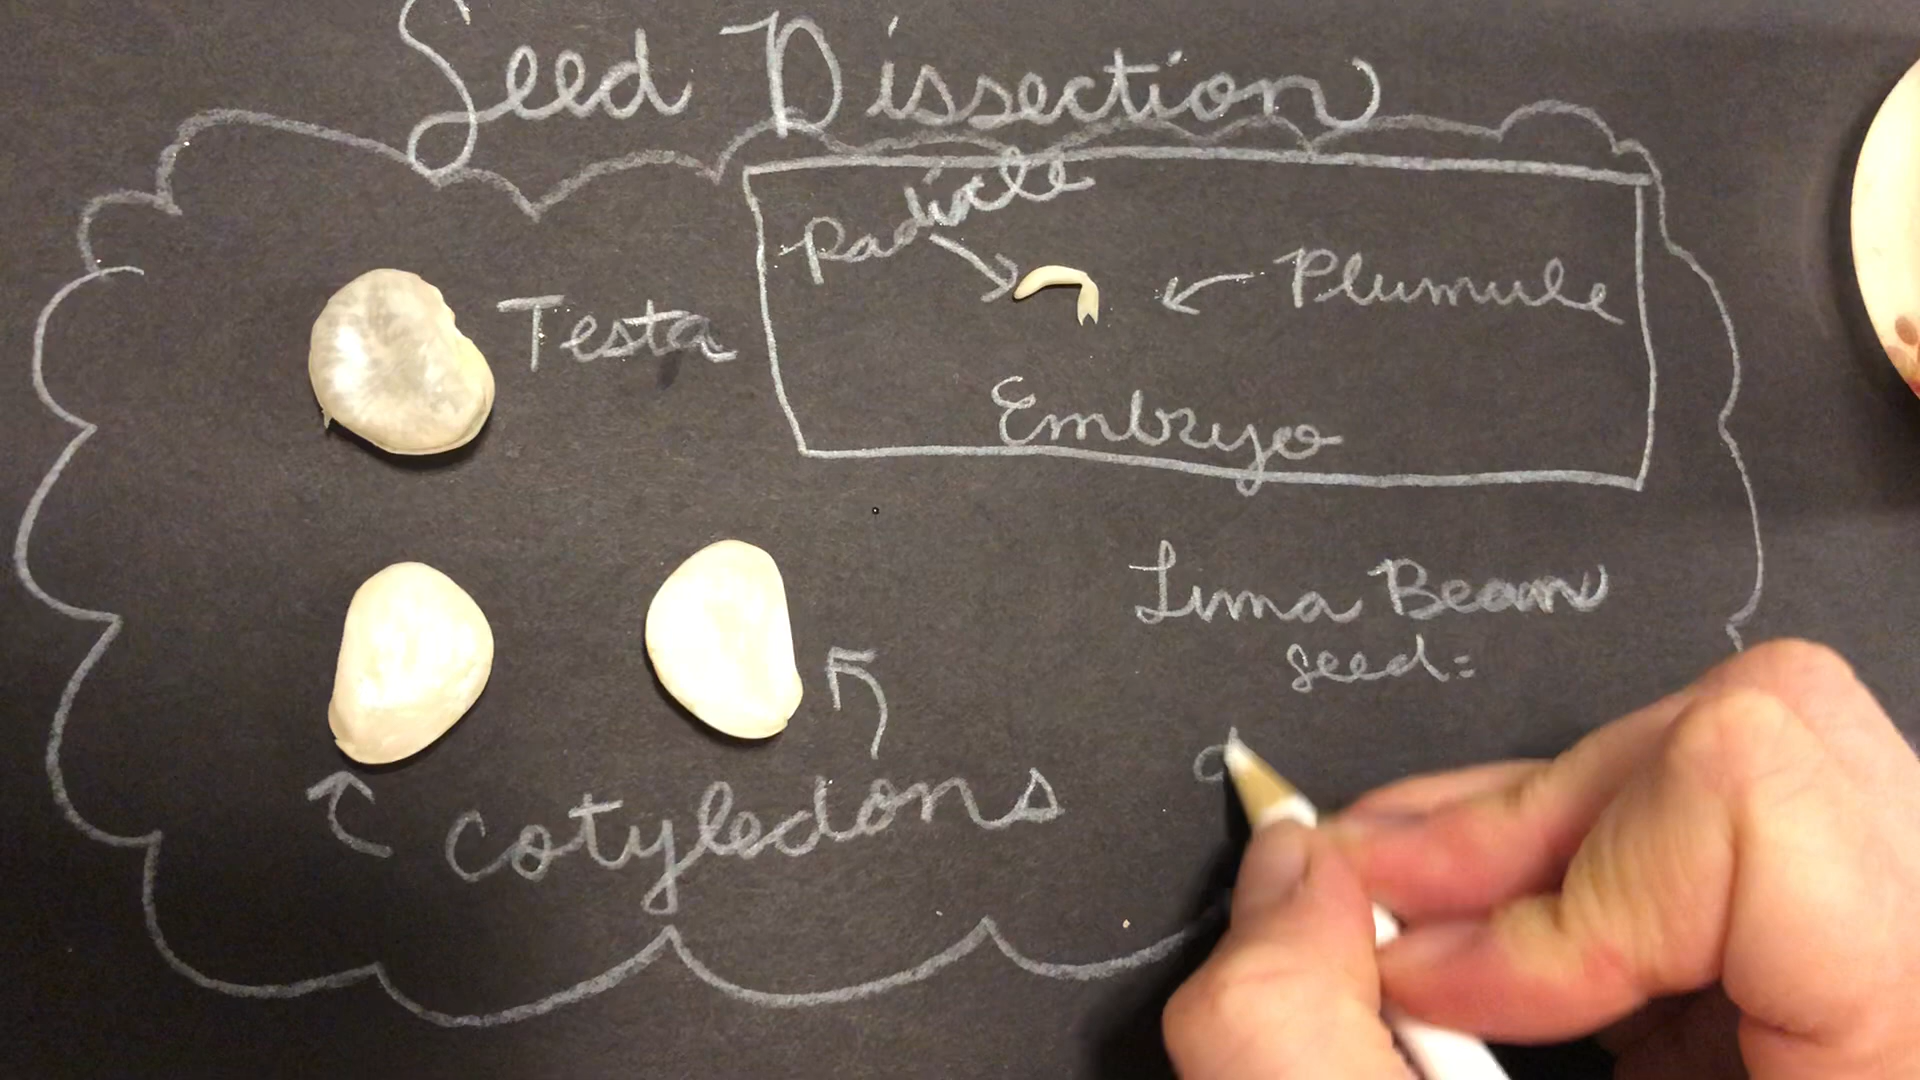 Seed Dissection
Radicle
Plumule
Testa
Embryo
Lima Bean
seed:
Cotyledons